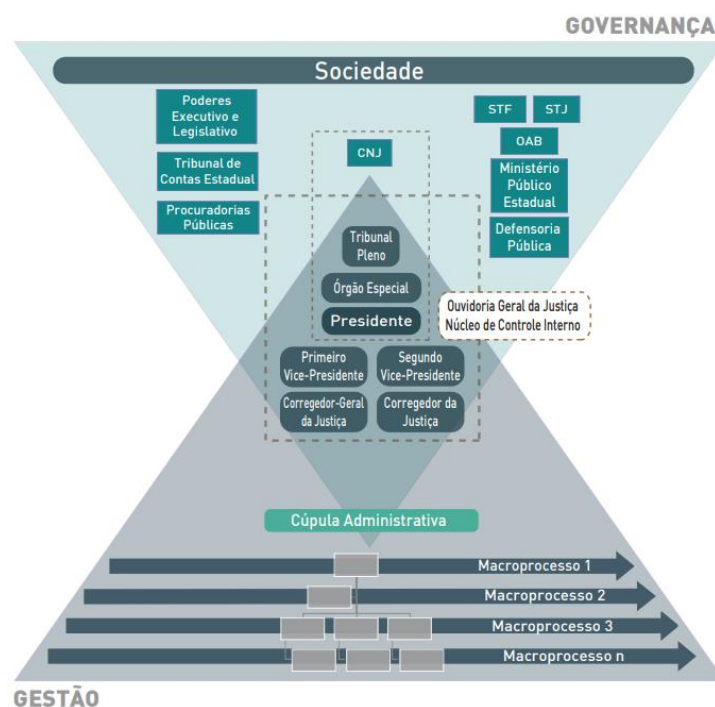 GOVERNANÇA
Sociedade
Poderes
Executivo e
Legislativo
Tribunal de
Contas Estadual
Procuradorias
Públicas
CNJ
STF
STJ
OAB
Ministério
Público
Estadual
Defensoria
Pública
Tribunal
Pleno
Órgão Especial
Presidente
Ouvidoria Geral da Justiça
Núcleo de Controle Interno
Primeiro
Vice-Presidente
Segundo
Vice-Presidente
Corregedor-Geral
da Justiça
Corregedor da
Justiça
Cúpula Administrativa
Macroprocesso 1
Macroprocesso 2
Macroprocesso 3
Macroprocesso n
GESTÃO